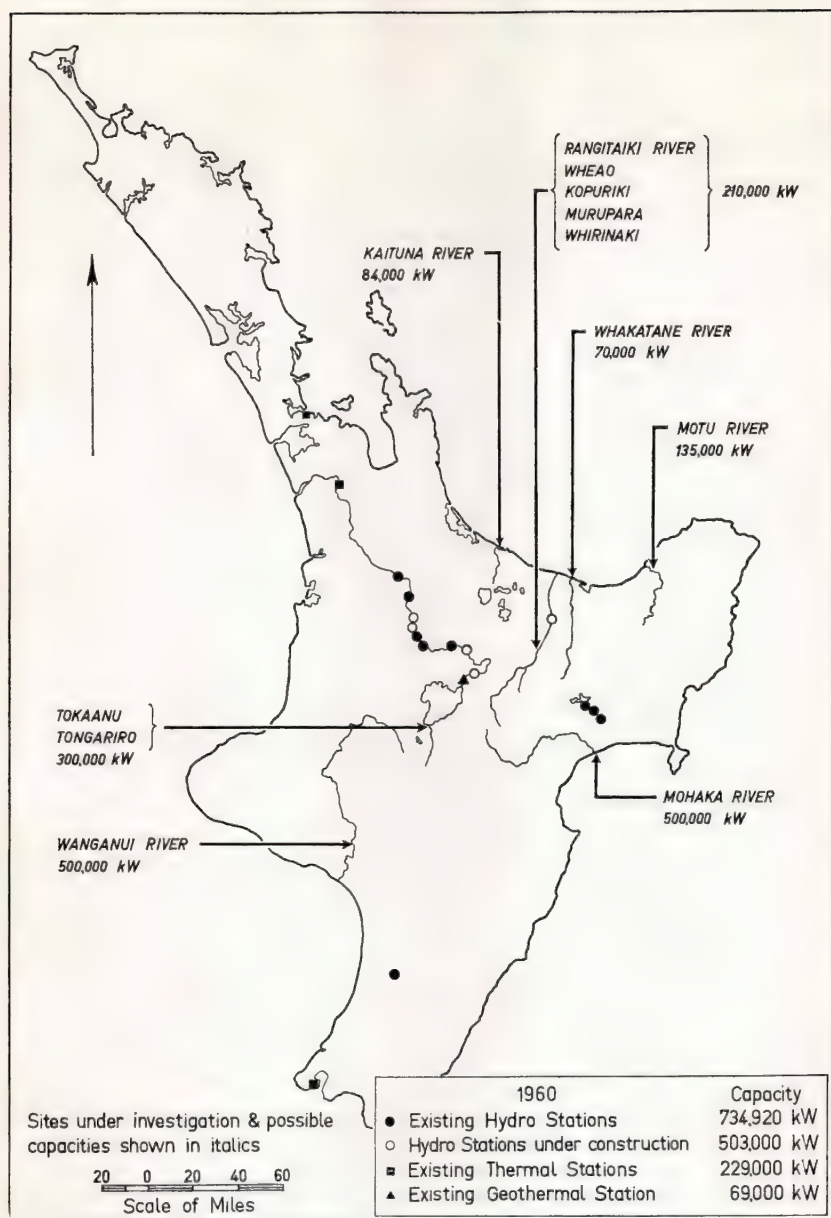 RANGITAIKI RIVER
WHEAO
KOPURIKI
MURUPARA
WHIRINAKI
210,000 kW
KAITUNA RIVER
84,000 kW
WHAKATANE RIVER
70,000 kW
MOTU RIVER
135,000 kW
TOKAANU
TONGARIRO
300,000 kW
WANGANUI RIVER
500,000 kW
MOHAKA RIVER
500,000 kW
Sites under investigation & possible
capacities shown in italics
20 0 20 40 60
Scale of Miles
1960 Capacity
Existing Hydro Stations 734,920 kW
Hydro Stations under construction 503,000 kW
Existing Thermal Stations 229,000 kW
Existing Geothermal Station 69,000 kW